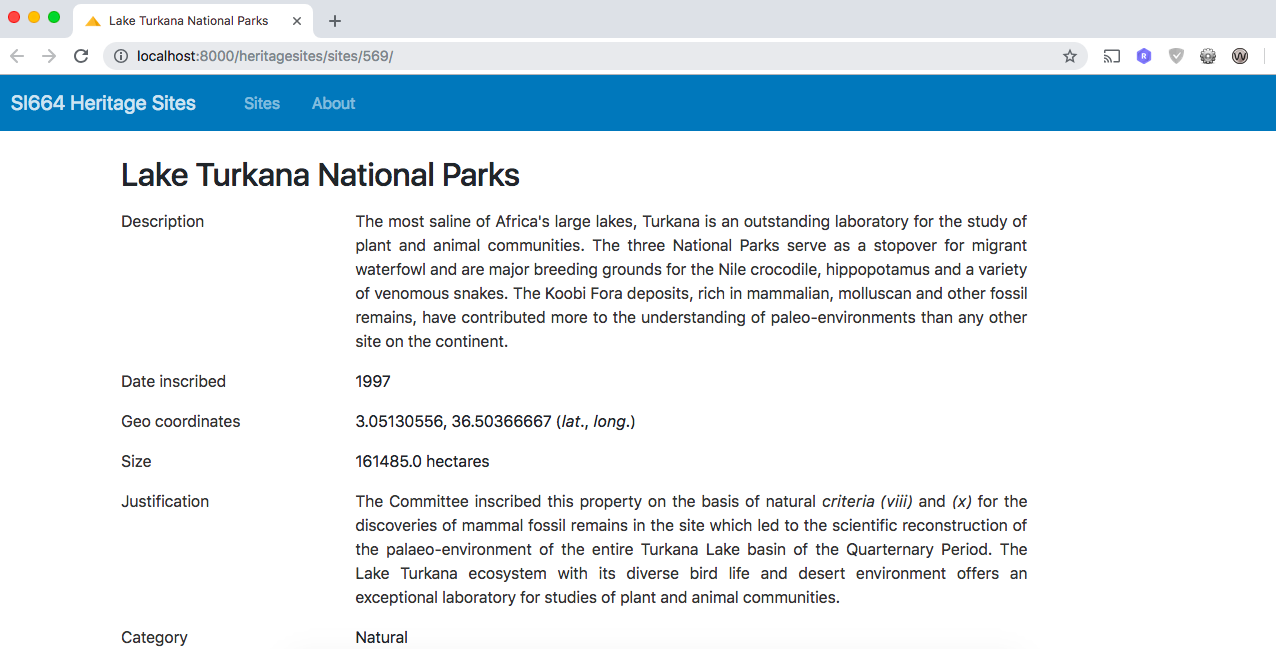 Lake Turkana National Parks
localhost:8000/heritagesites/sites/569/
SI664 Heritage Sites Sites About
Lake Turkana National Parks
Description The most saline of Africa's large lakes, Turkana is an outstanding laboratory for the study of
plant and animal communities. The three National Parks serve as a stopover for migrant
waterfowl and are major breeding grounds for the Nile crocodile, hippopotamus and a variety
of venomous snakes. The Koobi Fora deposits, rich in mammalian, molluscan and other fossil
remains, have contributed more to the understanding of paleo-environments than any other
site on the continent.
Date inscribed 1997
Geo coordinates 3.05130556, 36.50366667 (lat., long.)
Size 161485.0 hectares
Justification The Committee inscribed this property on the basis of natural criteria (viii) and (x) for the
discoveries of mammal fossil remains in the site which led to the scientific reconstruction of
the palaeo-environment of the entire Turkana Lake basin of the Quarternary Period. The
Lake Turkana ecosystem with its diverse bird life and desert environment offers an
exceptional laboratory for studies of plant and animal communities.
Category Natural